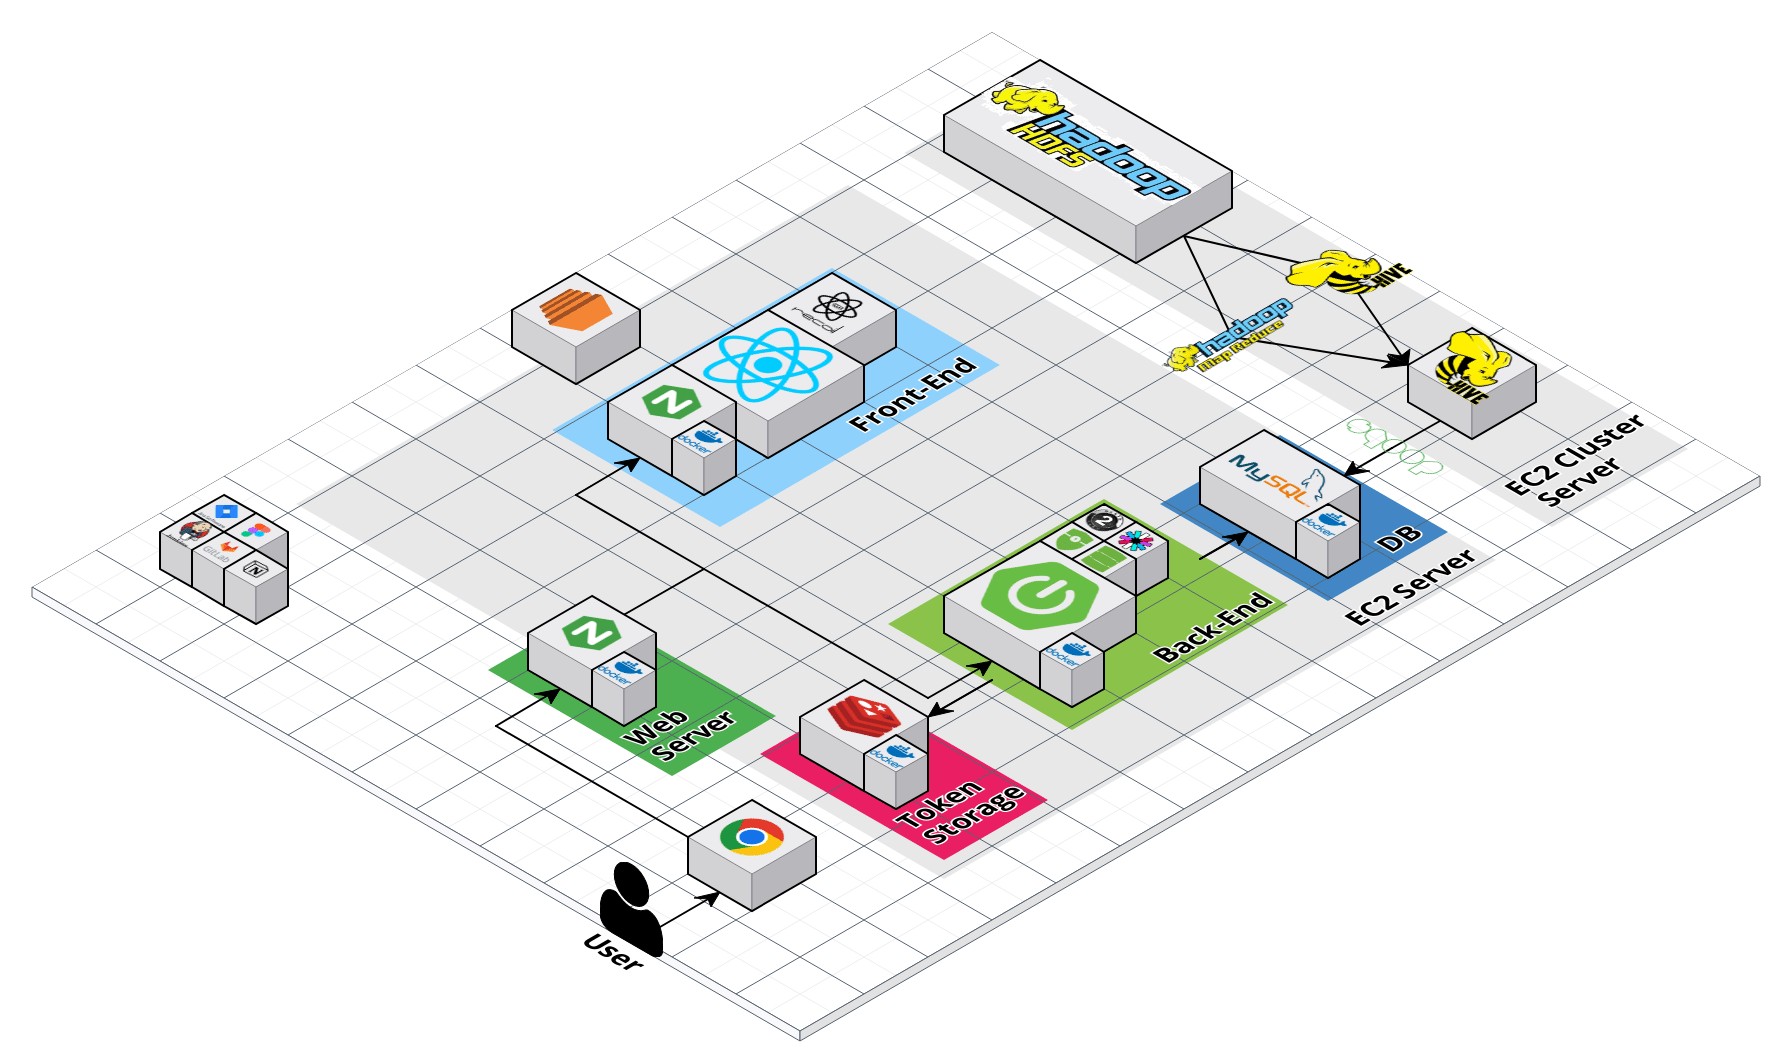 hadoop
HDFS
HIVE
hadoop
Map Reduce
HIVE
sqoop
EC2 Cluster
Server
recoil
Front-End
docker
MySQL
docker
DB
EC2 Server
Back-End
docker
GitLab
Web
Server
docker
Token
Storage
docker
User